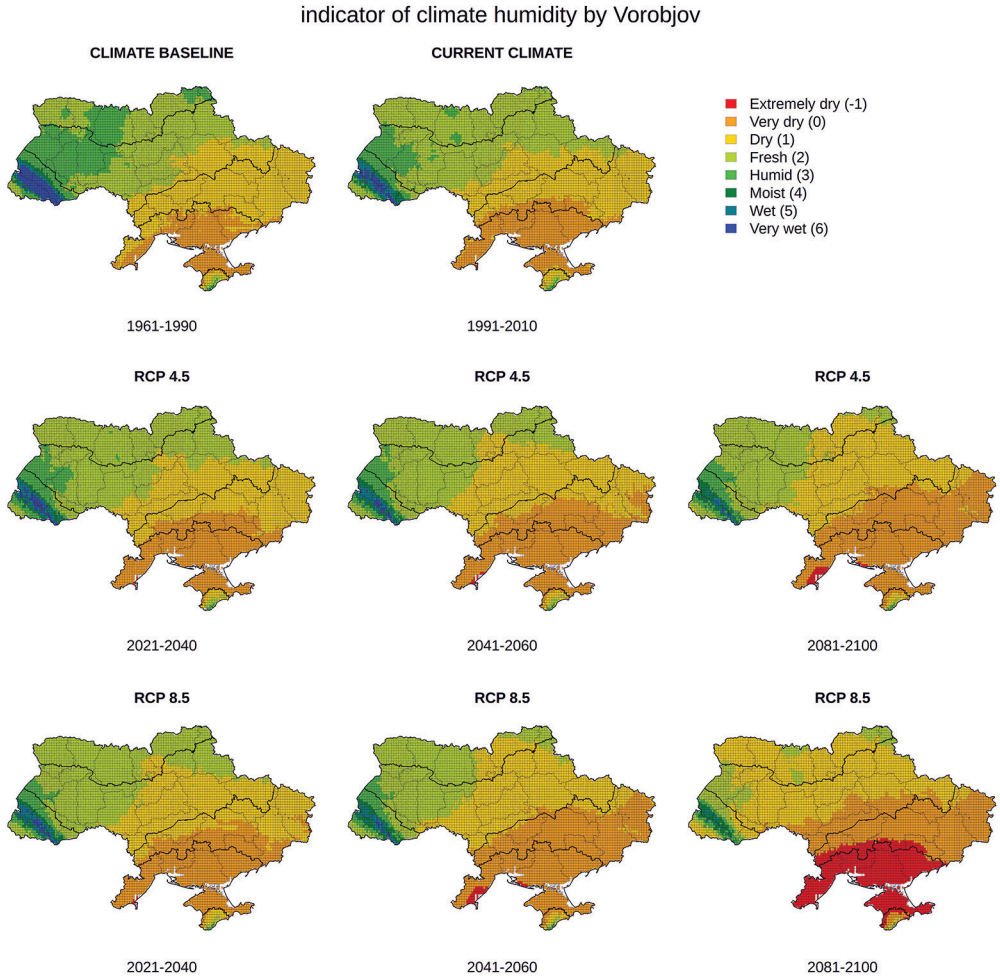 indicator of climate humidity by Vorobjov
CLIMATE BASELINE
CURRENT CLIMATE
Extremely dry (-1)
Very dry (0)
Dry (1)
Fresh (2)
Humid (3)
Moist (4)
Wet (5)
Very wet (6)
1961-1990
1991-2010
RCP 4.5
RCP 4.5
RCP 4.5
2021-2040
2041-2060
2081-2100
RCP 8.5
RCP 8.5
RCP 8.5
2021-2040
2041-2060
2081-2100